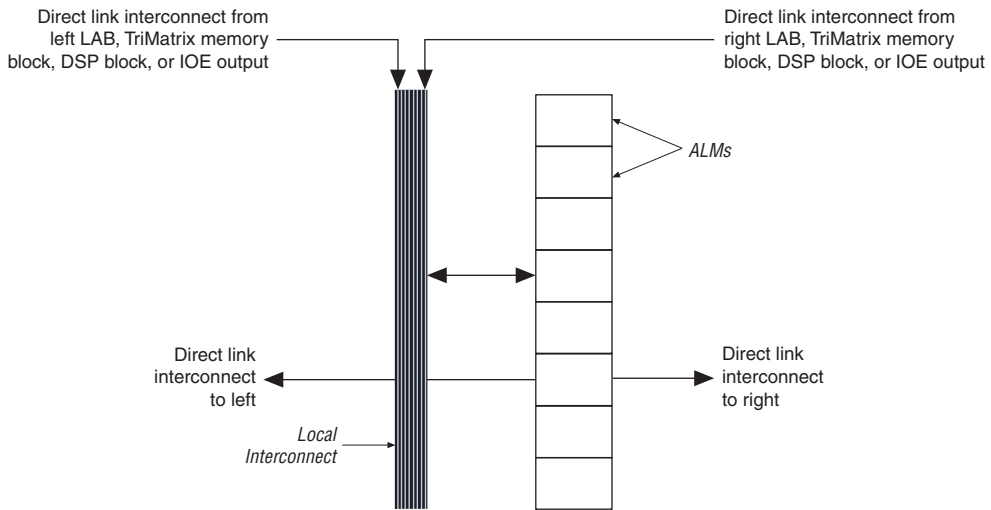 Direct link interconnect from
left LAB, TriMatrix memory
block, DSP block, or IOE output
Direct link interconnect from
right LAB, TriMatrix memory
block, DSP block, or IOE output
ALMs
Direct link
interconnect
to left
Direct link
interconnect
to right
Local
Interconnect